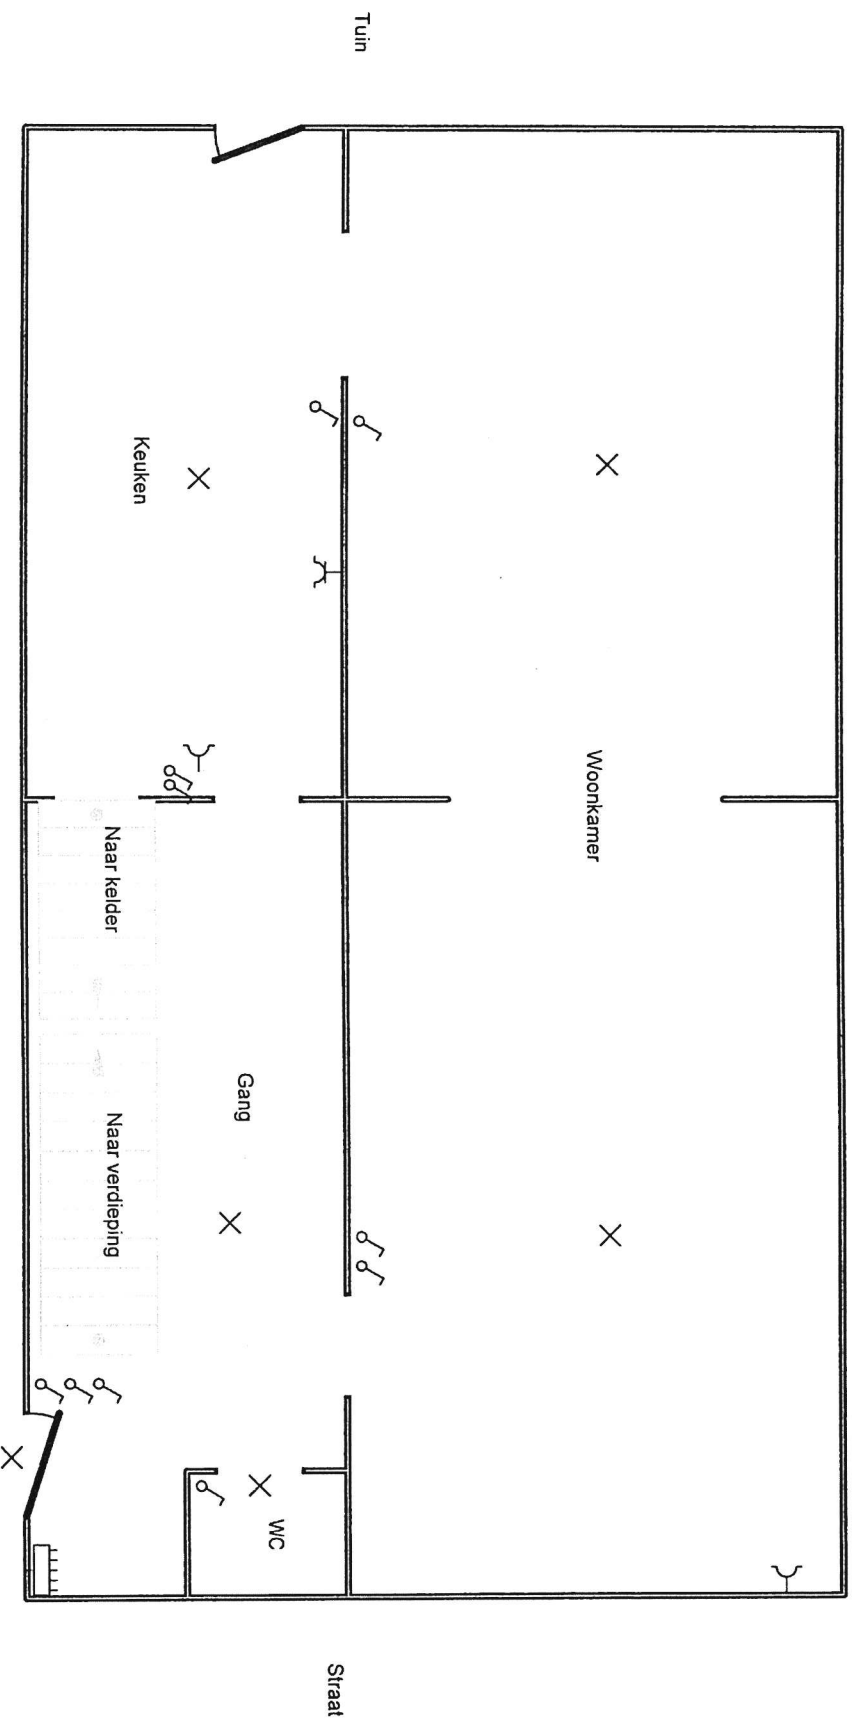 Tuin
Keuken
Woonkamer
Naar kelder
Gang
Naar verdieping
WC
Straat